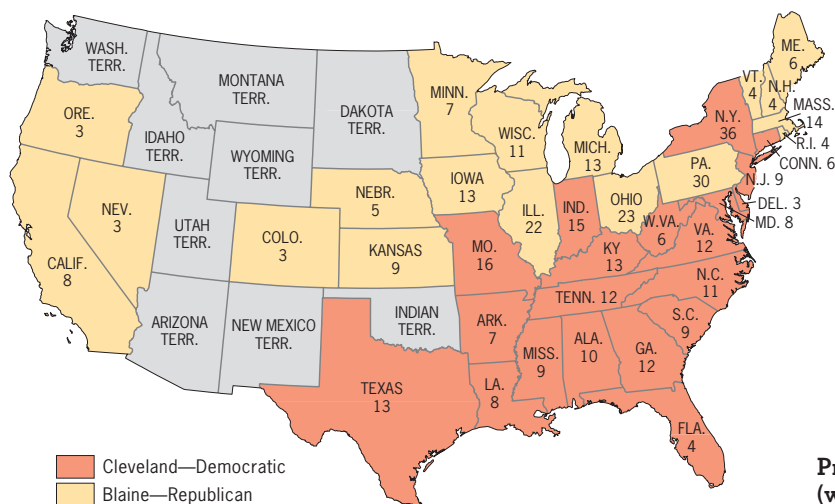 WASH.
TERR.
MONTANA
TERR.
DAKOTA
TERR.
MINN.
7
ME.
6
VT.
4
N.H.
4
MASS.
14
ORE.
3
IDAHO
TERR.
WYOMING
TERR.
WISC.
11
MICH.
13
N.Y.
36
R.I. 4
CONN. 6
NEV.
3
UTAH
TERR.
NEBR.
5
IOWA
13
ILL.
22
IND.
15
OHIO
23
PA.
30
N.J. 9
DEL. 3
MD. 8
CALIF.
8
COLO.
3
KANSAS
9
MO.
16
KY
13
W.VA.
6
VA.
12
ARIZONA
TERR.
NEW MEXICO
TERR.
INDIAN
TERR.
ARK.
7
TENN. 12
N.C.
11
S.C.
9
TEXAS
13
LA.
8
MISS.
9
ALA.
10
GA.
12
FLA.
4
Cleveland—Democratic
Blaine—Republican